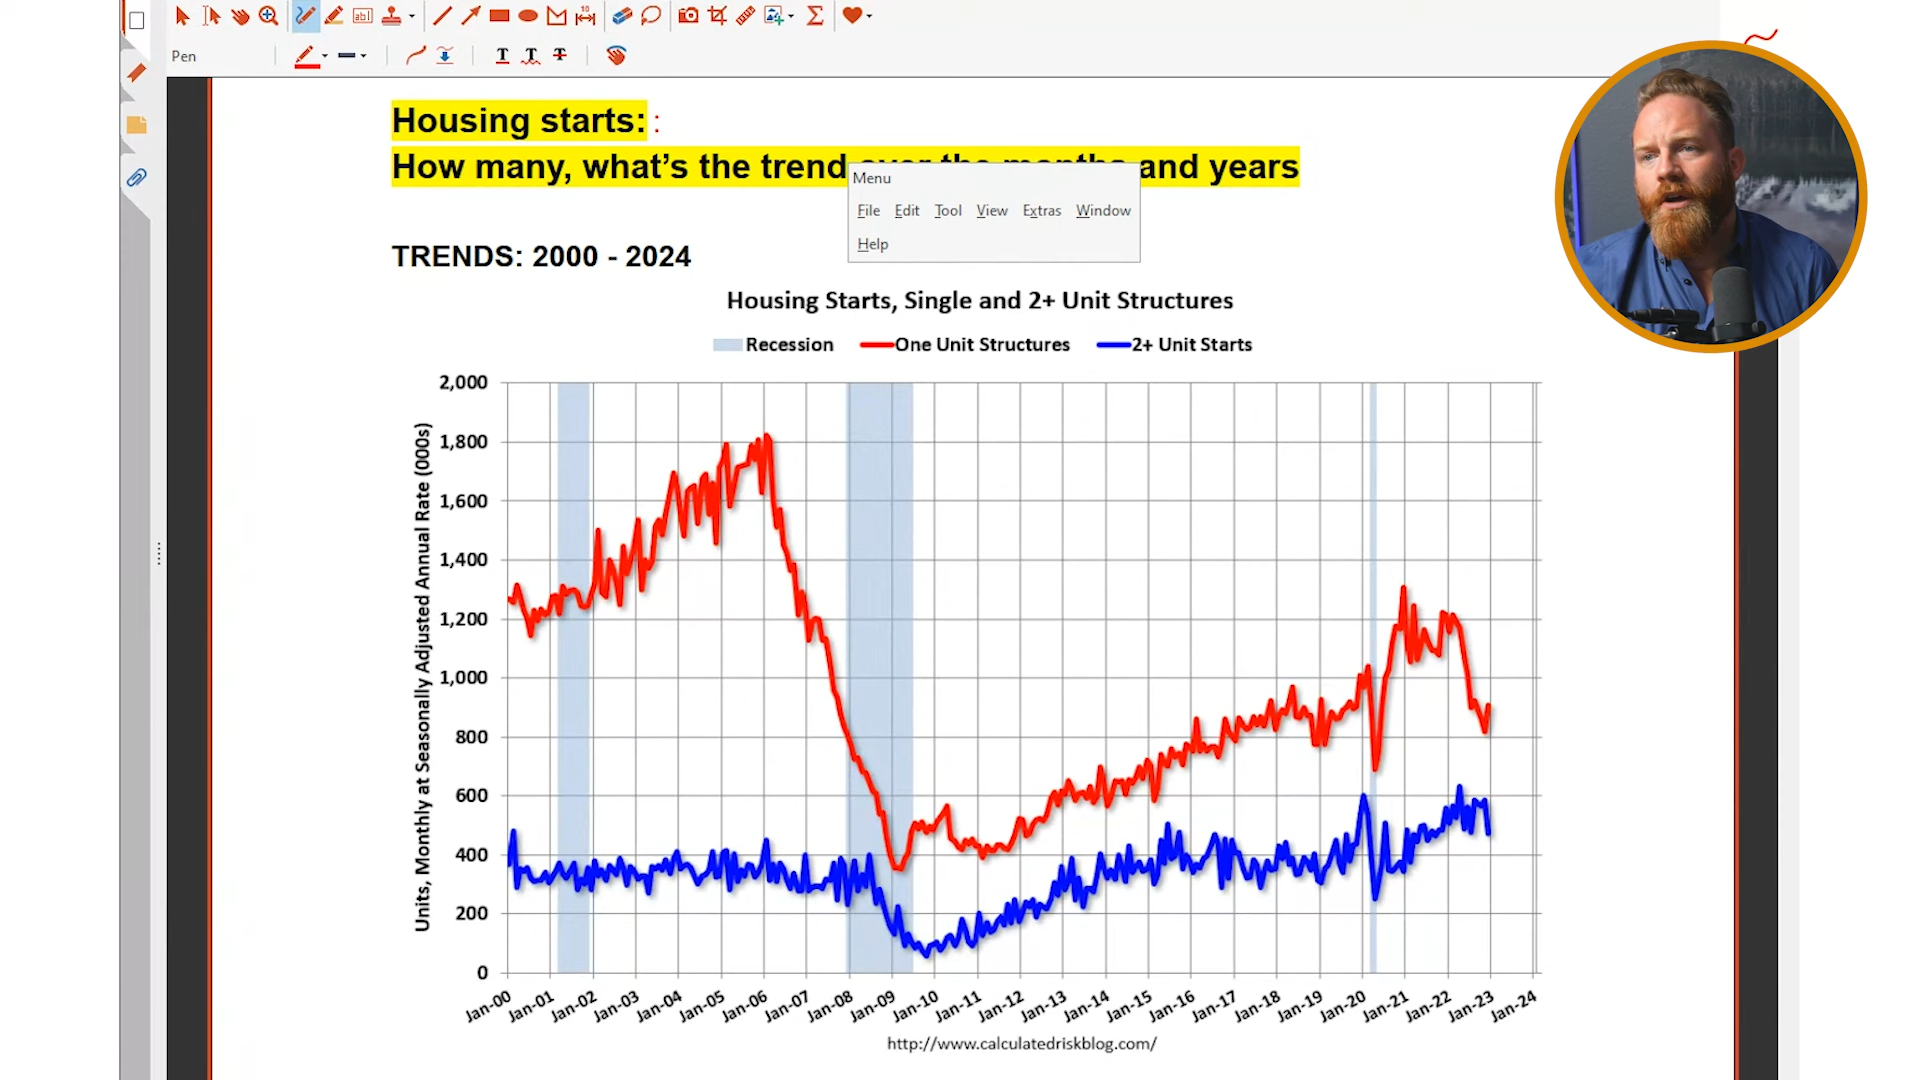 Pen
Housing starts: :
How many, what's the trend over the months and years
Menu
File Edit Tool View Extras Window
Help
TRENDS: 2000 - 2024
Housing Starts, Single and 2+ Unit Structures
Recession One Unit Structures 2+ Unit Starts
Units, Monthly at Seasonally Adjusted Annual Rate (000s)
2,000
1,800
1,600
1,400
1,200
1,000
800
600
400
200
0
Jan-00 Jan-01 Jan-02 Jan-03 Jan-04 Jan-05 Jan-06 Jan-07 Jan-08 Jan-09 Jan-10 Jan-11 Jan-12 Jan-13 Jan-14 Jan-15 Jan-16 Jan-17 Jan-18 Jan-19 Jan-20 Jan-21 Jan-22 Jan-23 Jan-24
http://www.calculatedriskblog.com/